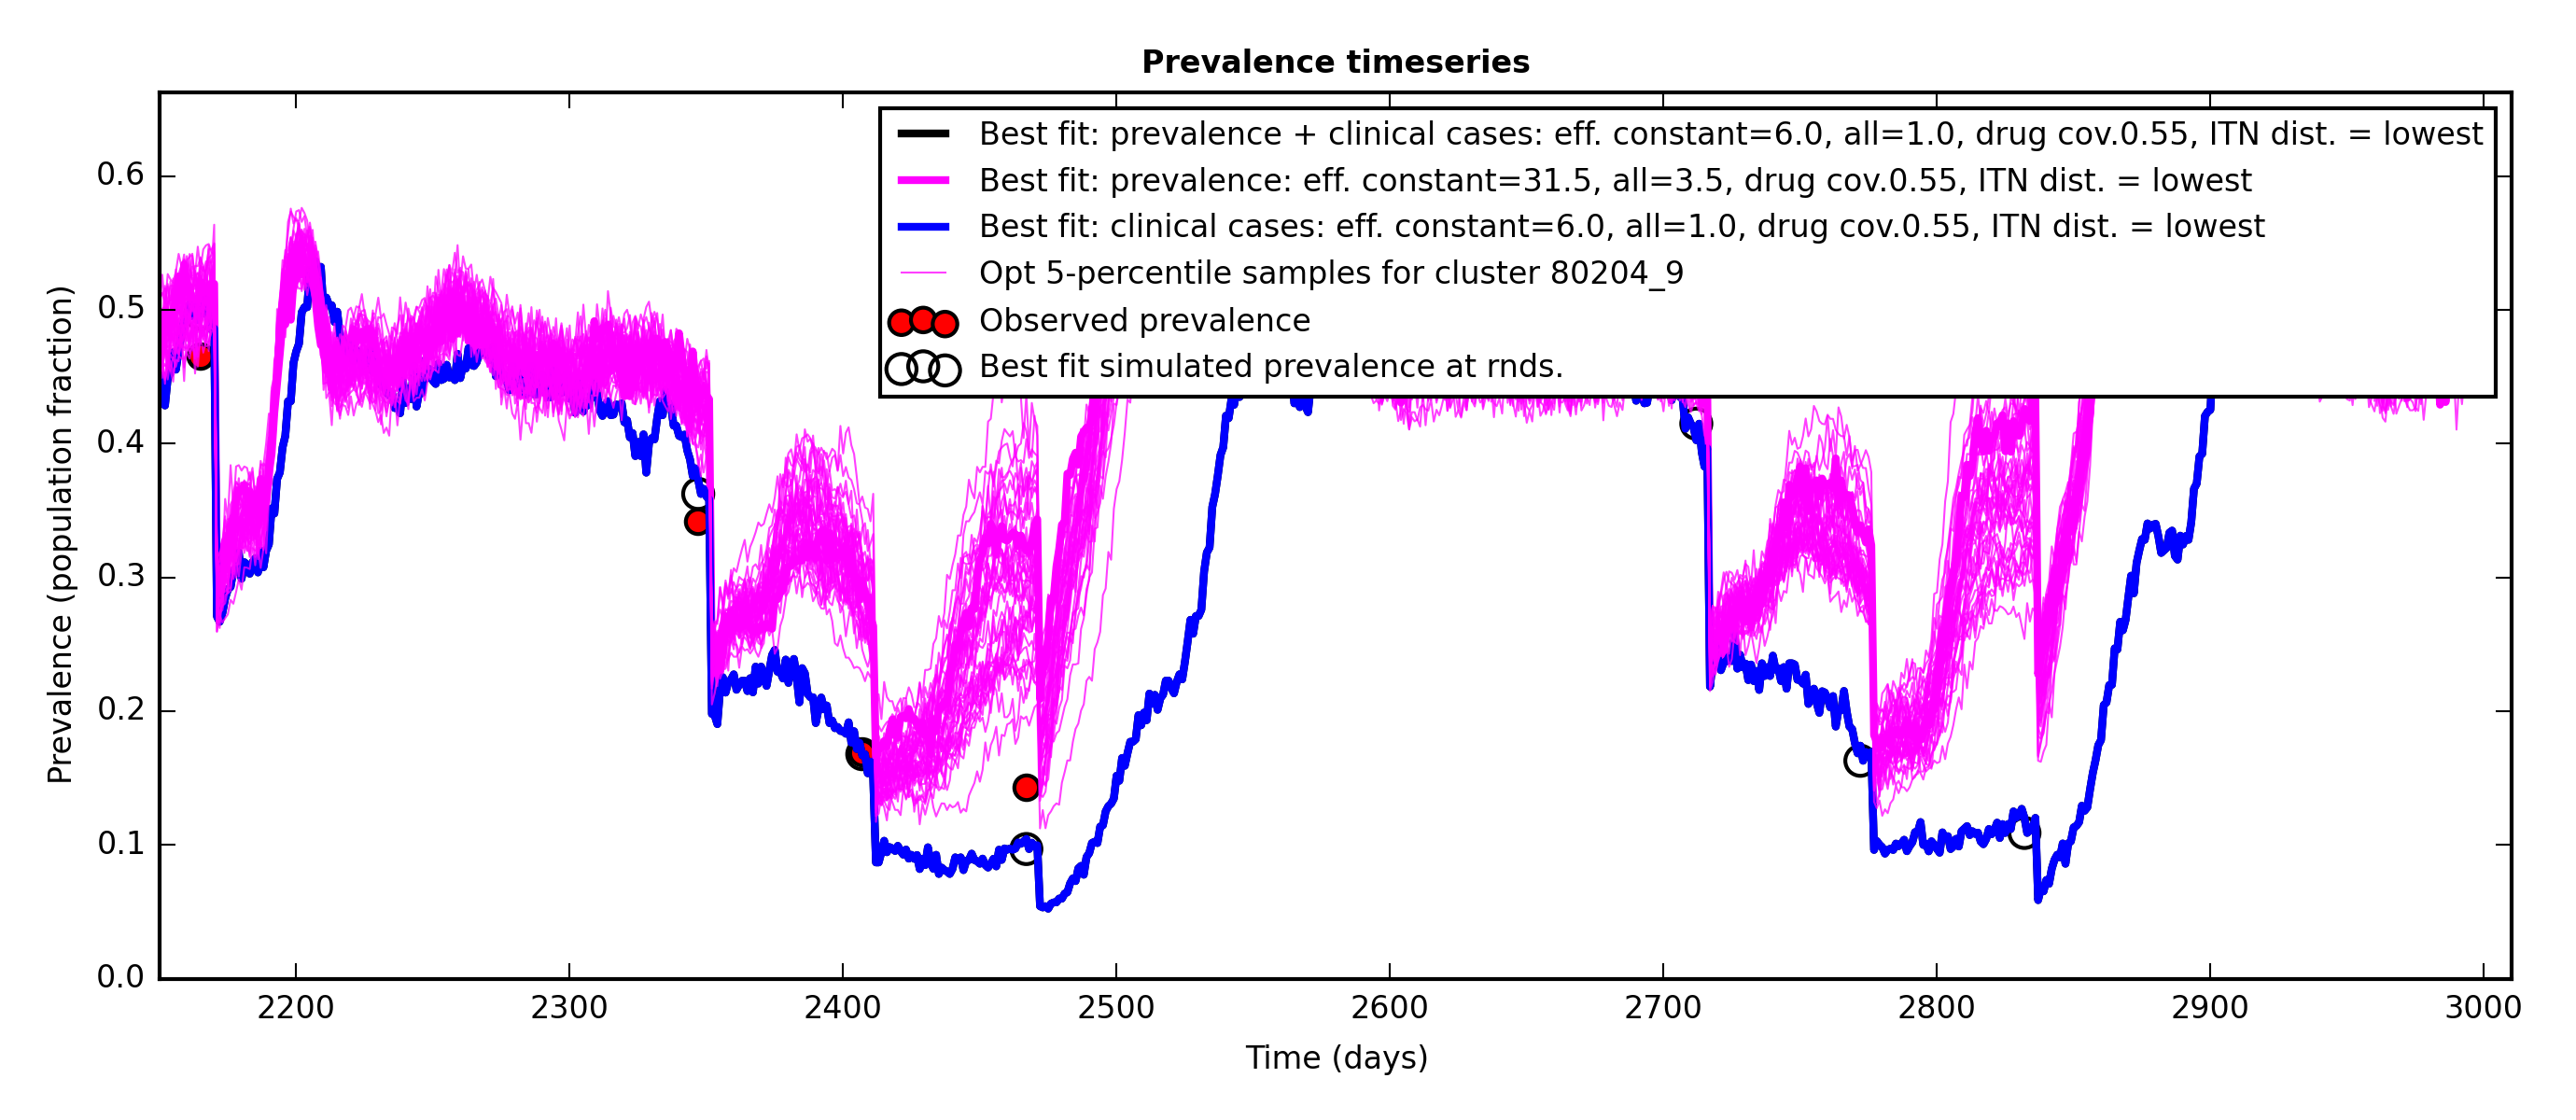 Prevalence timeseries
Best fit: prevalence + clinical cases: eff. constant=6.0, all=1.0, drug cov.0.55, ITN dist. = lowest
Best fit: prevalence: eff. constant=31.5, all=3.5, drug cov.0.55, ITN dist. = lowest
Best fit: clinical cases: eff. constant=6.0, all=1.0, drug cov.0.55, ITN dist. = lowest
Opt 5-percentile samples for cluster 80204_9
Observed prevalence
Best fit simulated prevalence at rnds.
Prevalence (population fraction)
0.6
0.5
0.4
0.3
0.2
0.1
0.0
2200 2300 2400 2500 2600 2700 2800 2900 3000
Time (days)